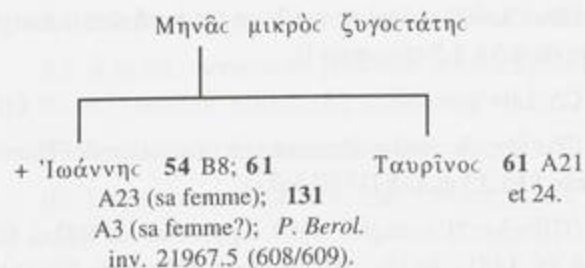 Μηνᾶϲ μικρὸϲ ζυγοϲτάτηϲ
+ Ἰωάννηϲ 54 B8; 61
A23 (sa femme); 131
A3 (sa femme?); P. Berol.
inv. 21967.5 (608/609).
Ταυρῖνοϲ 61 A21
et 24.